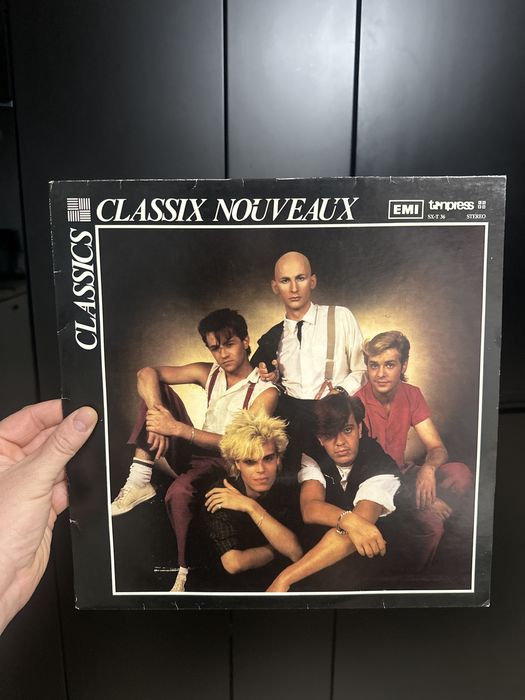 CLASSIX NOUVEAUX
EMI
tonpress
SX-T 36
STEREO
CLASSICS